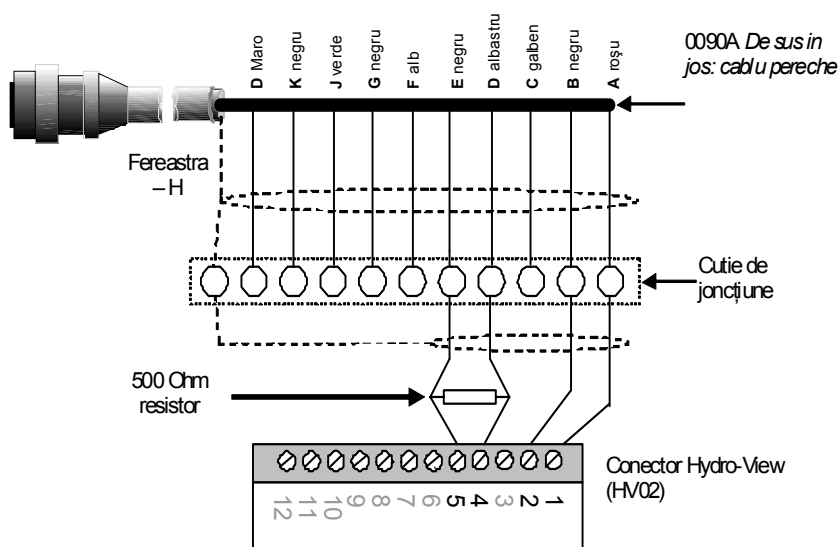 D Maro
K negru
J verde
G negru
F alb
E negru
D albastru
C galben
B negru
A roşu
0090A De sus in
jos: cablu pereche
Fereastra
– H
Cutie de
joncţiune
500 Ohm
resistor
Conector Hydro-View
(HV02)
12 11 10 9 8 7 6 5 4 3 2 1